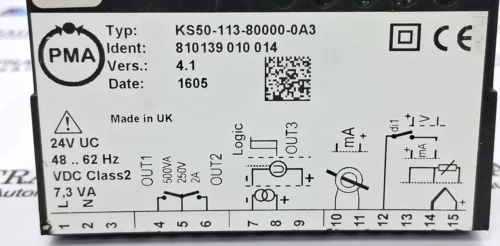 PMA
Typ: KS50-113-80000-0A3
Ident: 810139 010 014
Vers.: 4.1
Date: 1605
CE
Made in UK
24V UC
48 .. 62 Hz
VDC Class2
7,3 VA
L
N
OUT1
500VA
250V
2A
OUT2
Logic
OUT3
mA
di1
V
mA
1 2 3 4 5 6 7 8 9 10 11 12 13 14 15